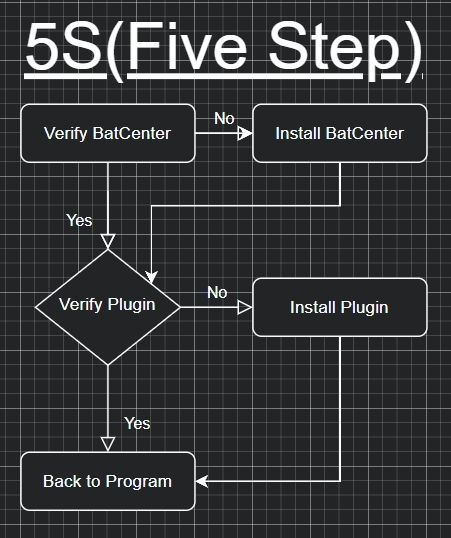 5S(Five Step)
Verify BatCenter
No
Install BatCenter
Yes
Verify Plugin
No
Install Plugin
Yes
Back to Program